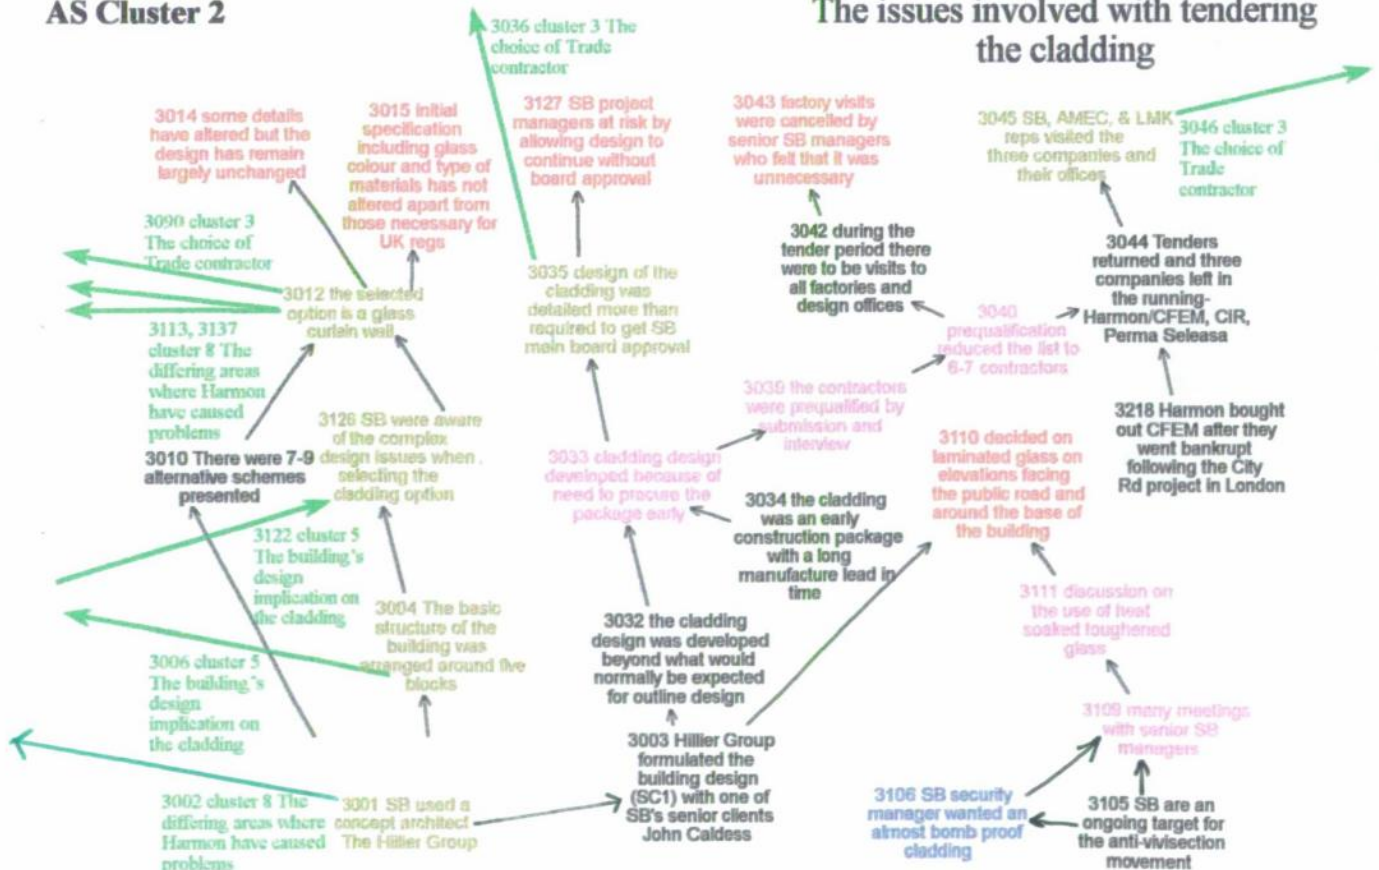 AS Cluster 2
The issues involved with tendering
the cladding
3036 cluster 3 The
choice of Trade
contractor
3014 some details
have altered but the
design has remain
largely unchanged
3015 initial
specification
including glass
colour and type of
materials has not
altered apart from
those necessary for
UK regs
3127 SB project
managers at risk by
allowing design to
continue without
board approval
3043 factory visits
were cancelled by
senior SB managers
who felt that it was
unnecessary
3045 SB, AMEC, & LMK
reps visited the
three companies and
their offices
3046 cluster 3
The choice of
Trade
contractor
3090 cluster 3
The choice of
Trade contractor
3012 the selected
option is a glass
curtain wall
3035 design of the
cladding was
detailed more than
required to get SB
main board approval
3042 during the
tender period there
were to be visits to
all factories and
design offices
3044 Tenders
returned and three
companies left in
the running-
Harmon/CFEM, CIR,
Perma Seleasa
3040
prequalification
reduced the list to
6-7 contractors
3113, 3137
cluster 8 The
differing areas
where Harmon
have caused
problems
3039 the contractors
were prequalified by
submission and
interview
3218 Harmon bought
out CFEM after they
went bankrupt
following the City
Rd project in London
3126 SB were aware
of the complex
design issues when
selecting the
cladding option
3010 There were 7-9
alternative schemes
presented
3033 cladding design
developed because of
need to procure the
package early
3110 decided on
laminated glass on
elevations facing
the public road and
around the base of
the building
3034 the cladding
was an early
construction package
with a long
manufacture lead in
time
3122 cluster 5
The building's
design
implication on
the cladding
3004 The basic
structure of the
building was
arranged around five
blocks
3111 discussion on
the use of heat
soaked toughened
glass
3032 the cladding
design was developed
beyond what would
normally be expected
for outline design
3006 cluster 5
The building's
design
implication on
the cladding
3109 many meetings
with senior SB
managers
3003 Hillier Group
formulated the
building design
(SC1) with one of
SB's senior clients
John Caldess
3002 cluster 8 The
differing areas where
Harmon have caused
problems
3001 SB used a
concept architect
The Hillier Group
3106 SB security
manager wanted an
almost bomb proof
cladding
3105 SB are an
ongoing target for
the anti-vivisection
movement